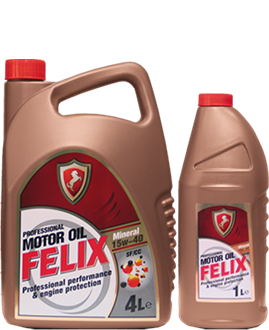 PROFESSIONAL
MOTOR OIL
FELIX
Mineral
15w-40
SF/CC
Professional performance
& engine protection
4L
PROFESSIONAL
MOTOR OIL
FELIX
Professional performance
& engine protection
1L